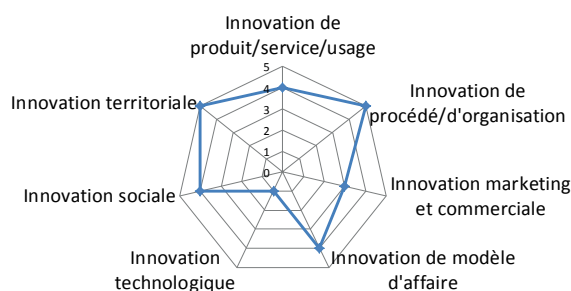 Innovation de
produit/service/usage
5
4
3
2
1
0
Innovation de
procédé/d'organisation
Innovation marketing
et commerciale
Innovation de modèle
d'affaire
Innovation
technologique
Innovation sociale
Innovation territoriale